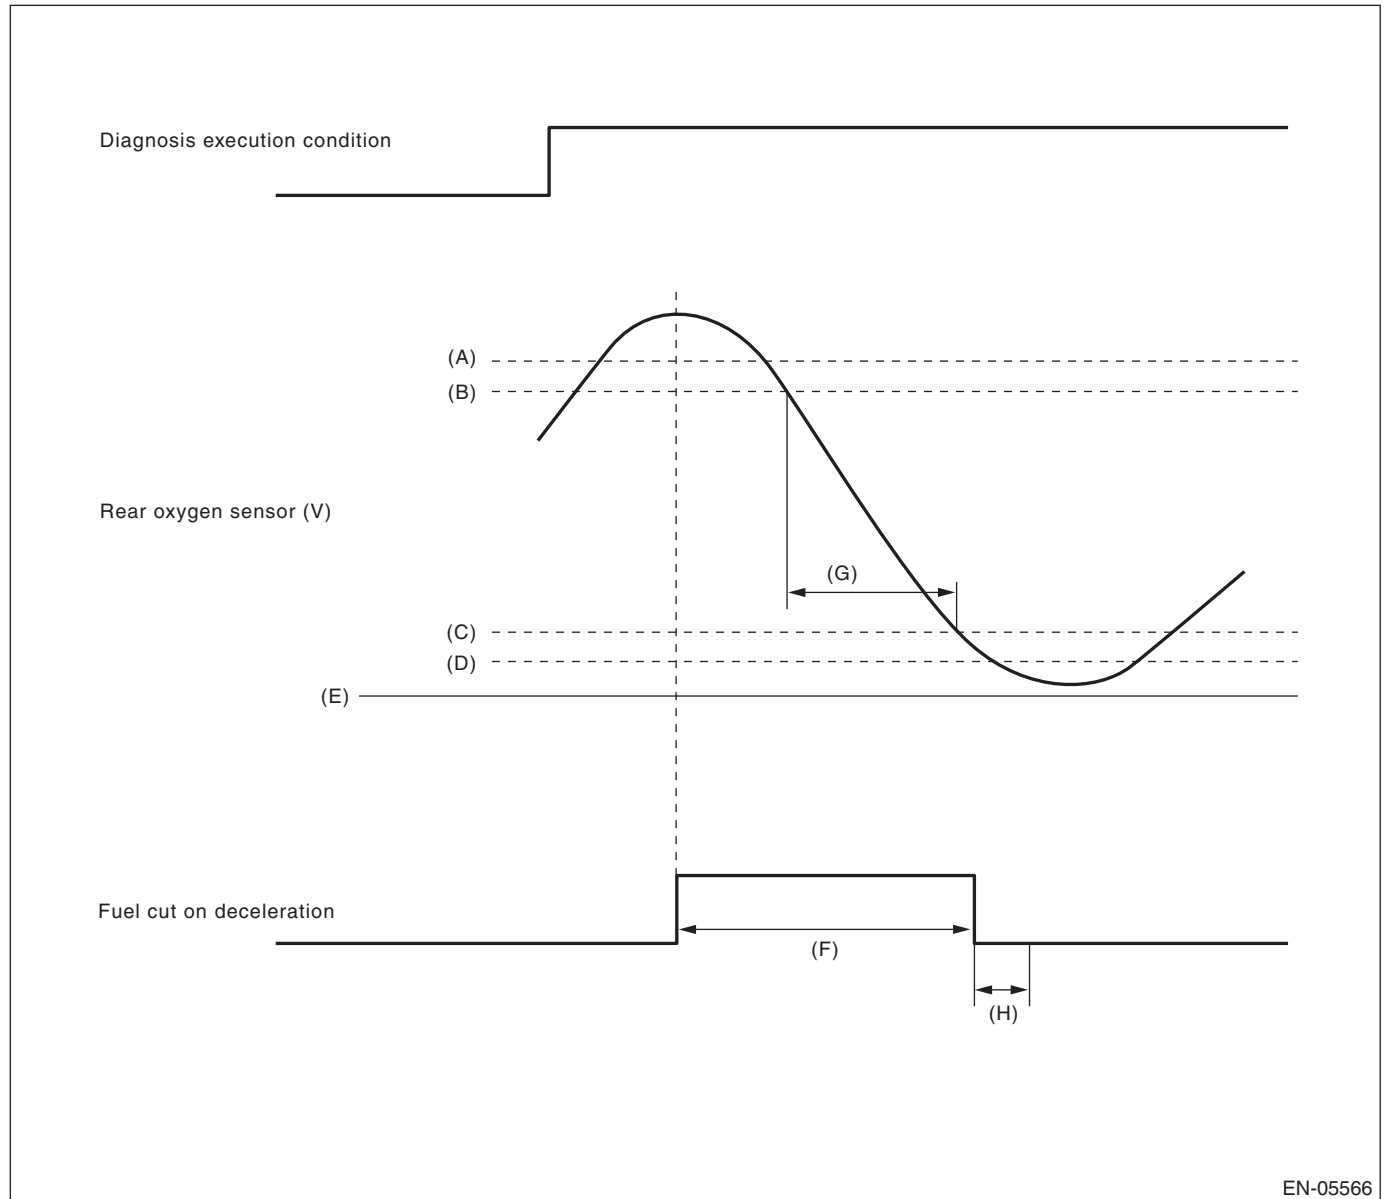 Diagnosis execution condition
(A)
(B)
Rear oxygen sensor (V)
(G)
(C)
(D)
(E)
Fuel cut on deceleration
(F)
(H)
EN-05566